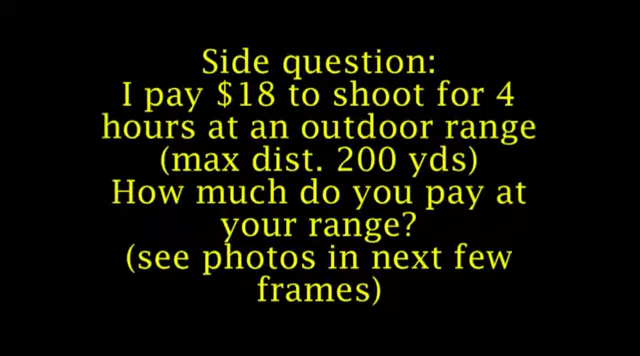 Side question:
I pay $18 to shoot for 4
hours at an outdoor range
(max dist. 200 yds)
How much do you pay at
your range?
(see photos in next few
frames)